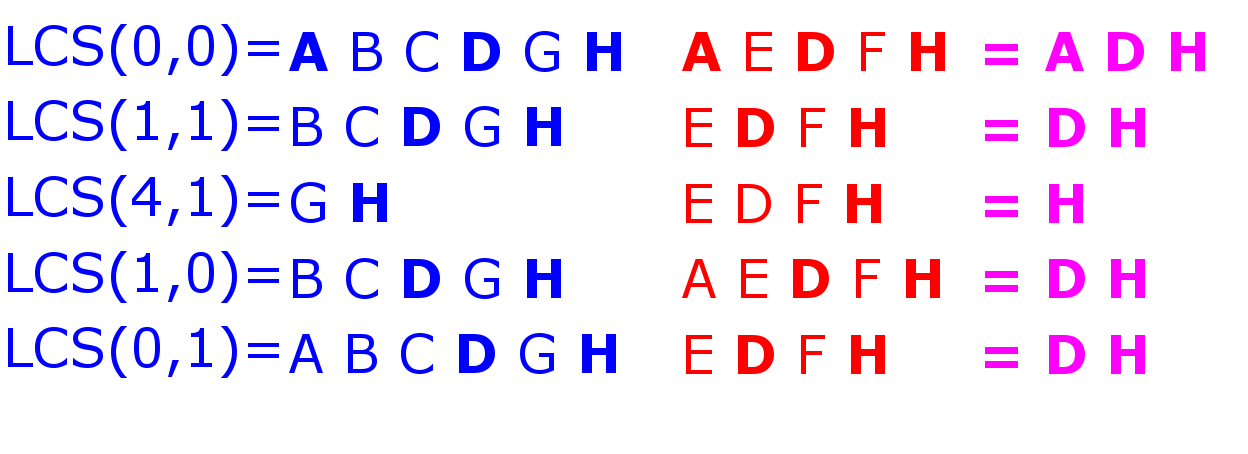 LCS(0,0)=A B C D G H A E D F H = A D H
LCS(1,1)=B C D G H E D F H = D H
LCS(4,1)=G H E D F H = H
LCS(1,0)=B C D G H A E D F H = D H
LCS(0,1)=A B C D G H E D F H = D H